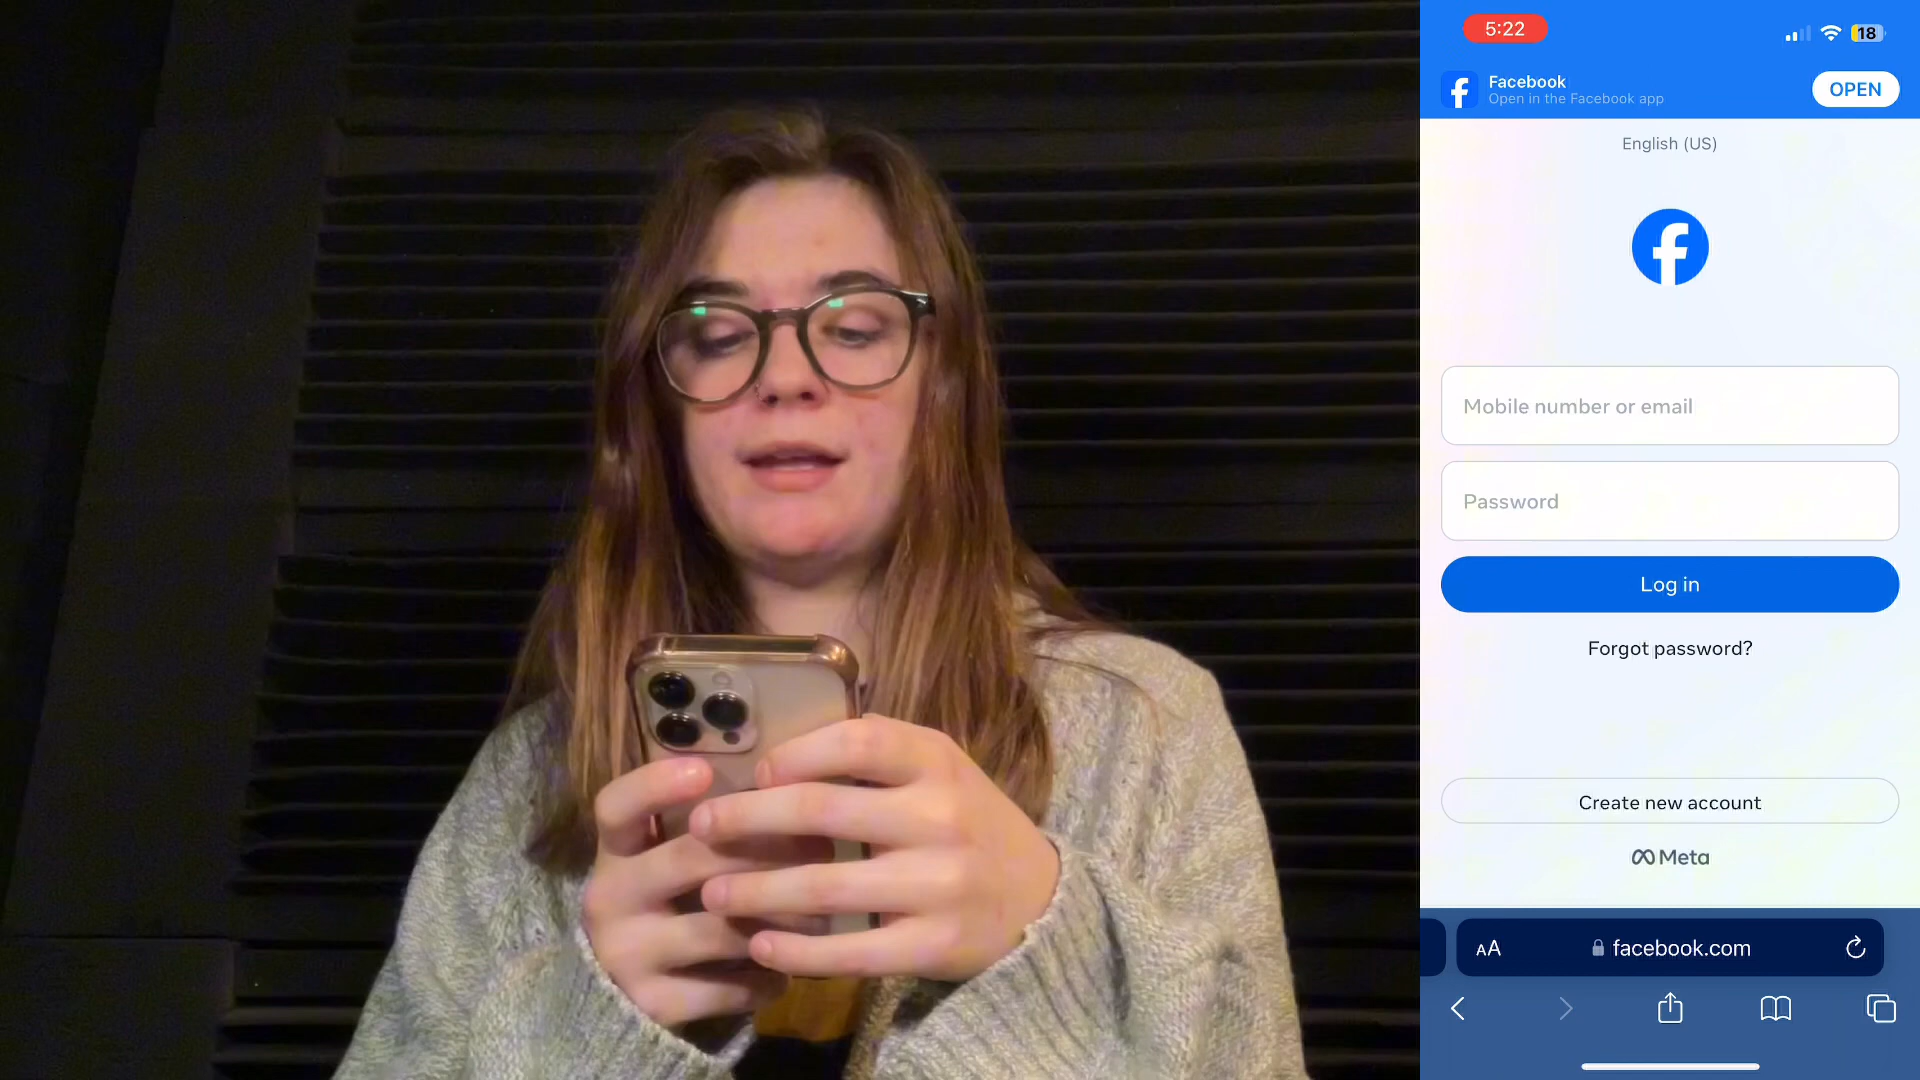 5:22
18
Facebook
Open in the Facebook app
OPEN
English (US)
Mobile number or email
Password
Log in
Forgot password?
Create new account
Meta
AA
facebook.com